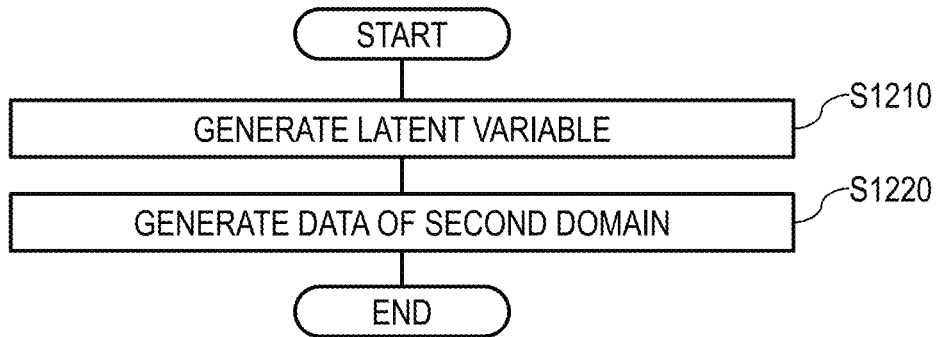 START
S1210
GENERATE LATENT VARIABLE
S1220
GENERATE DATA OF SECOND DOMAIN
END